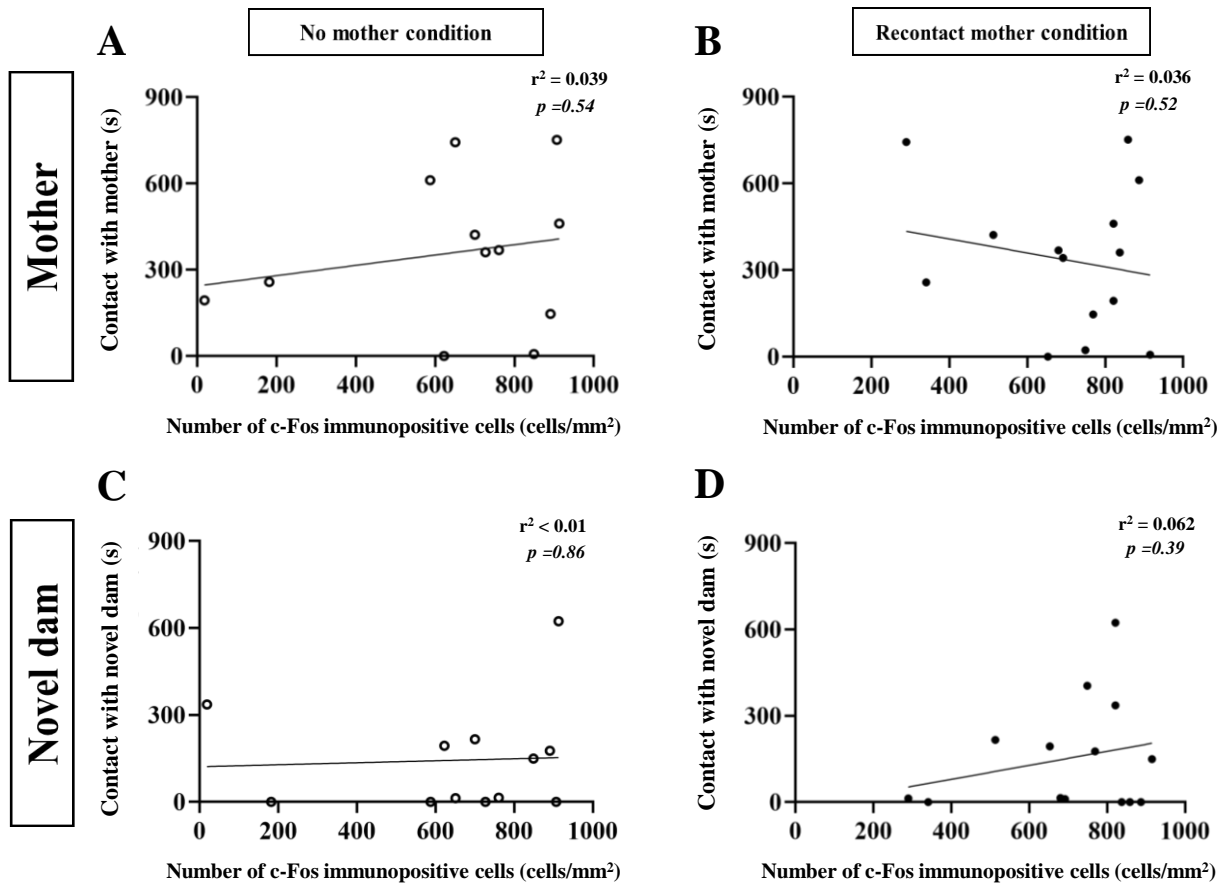 No mother condition
Recontact mother condition
Mother
A
r² = 0.039
p =0.54
Contact with mother (s)
900
600
300
0
0 200 400 600 800 1000
Number of c-Fos immunopositive cells (cells/mm²)
B
r² = 0.036
p =0.52
Contact with mother (s)
900
600
300
0
0 200 400 600 800 1000
Number of c-Fos immunopositive cells (cells/mm²)
Novel dam
C
r² < 0.01
p =0.86
Contact with novel dam (s)
900
600
300
0
0 200 400 600 800 1000
Number of c-Fos immunopositive cells (cells/mm²)
D
r² = 0.062
p =0.39
Contact with novel dam (s)
900
600
300
0
0 200 400 600 800 1000
Number of c-Fos immunopositive cells (cells/mm²)